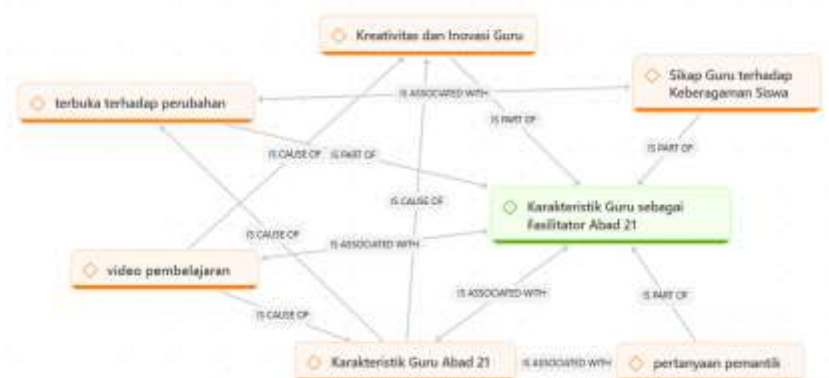 Kreativitas dan Inovasi Guru
Sikap Guru terhadap
Keberagaman Siswa
terbuka terhadap perubahan
IS ASSOCIATED WITH
IS PART OF
IS CAUSE OF
IS PART OF
IS PART OF
IS CAUSE OF
Karakteristik Guru sebagai
Fasilitator Abad 21
IS CAUSE OF
IS ASSOCIATED WITH
video pembelajaran
IS ASSOCIATED WITH
IS PART OF
IS CAUSE OF
Karakteristik Guru Abad 21
IS ASSOCIATED WITH
pertanyaan pemantik